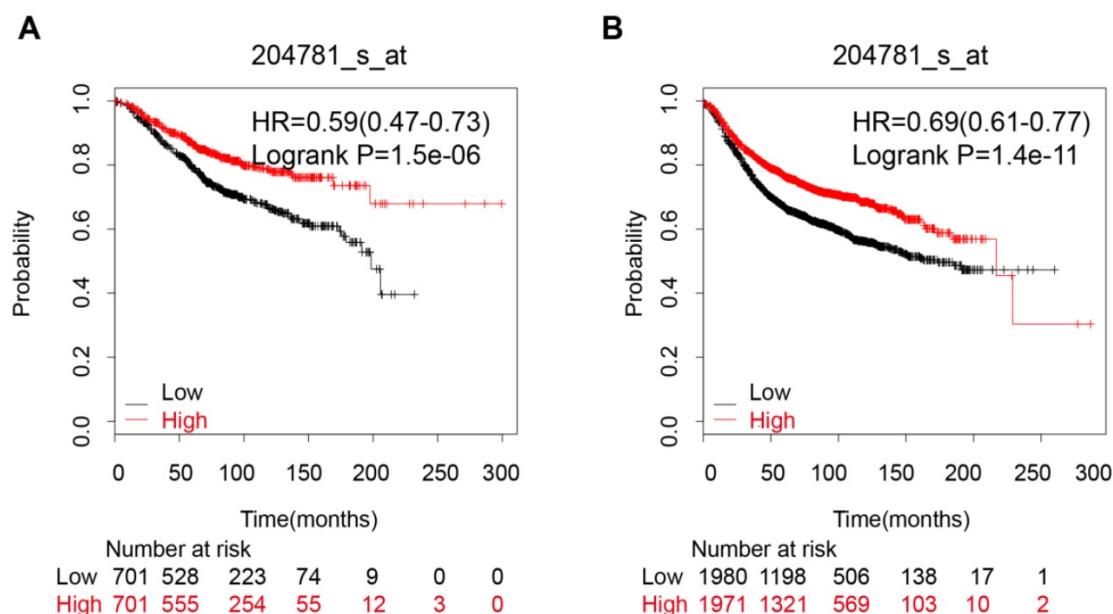 A
204781_s_at
HR=0.59(0.47-0.73)
Logrank P=1.5e-06
Probability
0.0 0.2 0.4 0.6 0.8 1.0
Low
High
0 50 100 150 200 250 300
Time(months)
Number at risk
Low 701 528 223 74 9 0 0
High 701 555 254 55 12 3 0
B
204781_s_at
HR=0.69(0.61-0.77)
Logrank P=1.4e-11
Probability
0.0 0.2 0.4 0.6 0.8 1.0
Low
High
0 50 100 150 200 250 300
Time(months)
Number at risk
Low 1980 1198 506 138 17 1
High 1971 1321 569 103 10 2